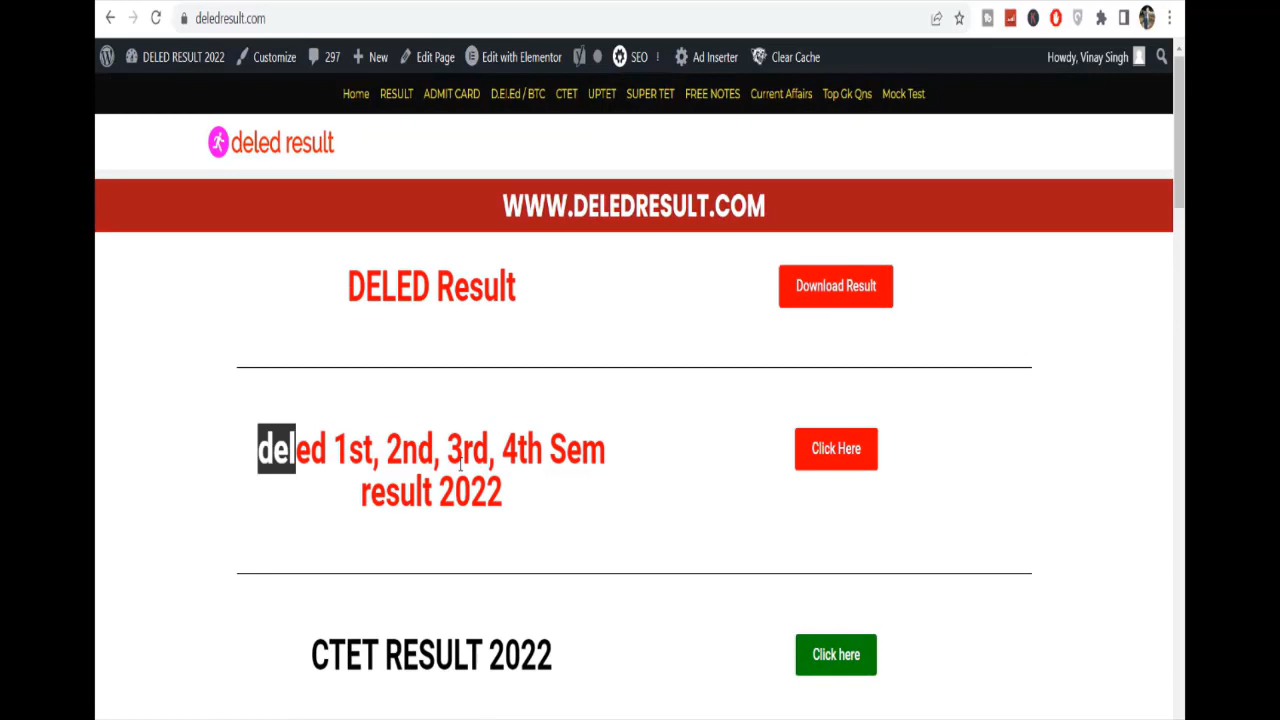 deledresult.com
DELED RESULT 2022 Customize 297 New Edit Page Edit with Elementor SEO Ad Inserter Clear Cache Howdy, Vinay Singh
Home RESULT ADMIT CARD D.El.Ed / BTC CTET UPTET SUPER TET FREE NOTES Current Affairs Top Gk Qns Mock Test
deled result
WWW.DELEDRESULT.COM
DELED Result Download Result
deled 1st, 2nd, 3rd, 4th Sem Click Here
result 2022
CTET RESULT 2022 Click here